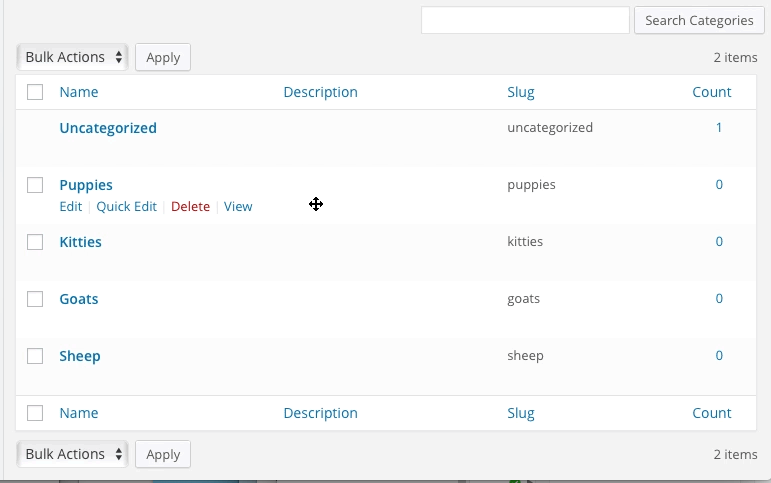 Search Categories
Bulk Actions Apply 2 items
Name Description Slug Count
Uncategorized uncategorized 1
Puppies puppies 0
Edit | Quick Edit | Delete | View
Kitties kitties 0
Goats goats 0
Sheep sheep 0
Name Description Slug Count
Bulk Actions Apply 2 items